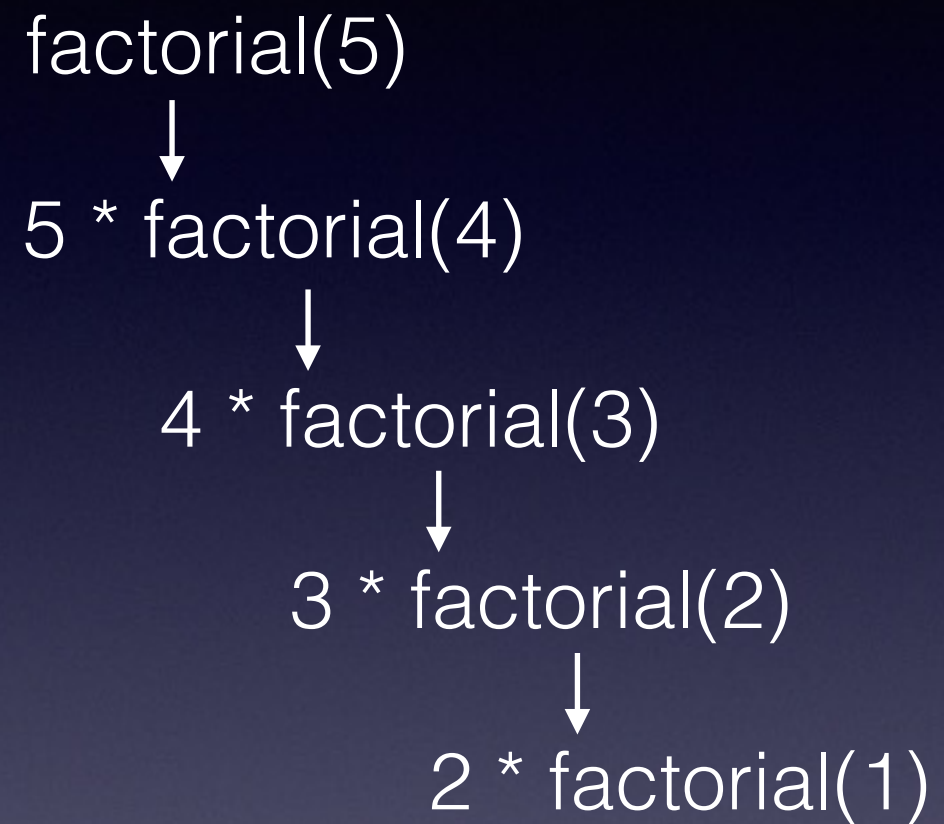 factorial(5)
5 * factorial(4)
4 * factorial(3)
3 * factorial(2)
2 * factorial(1)